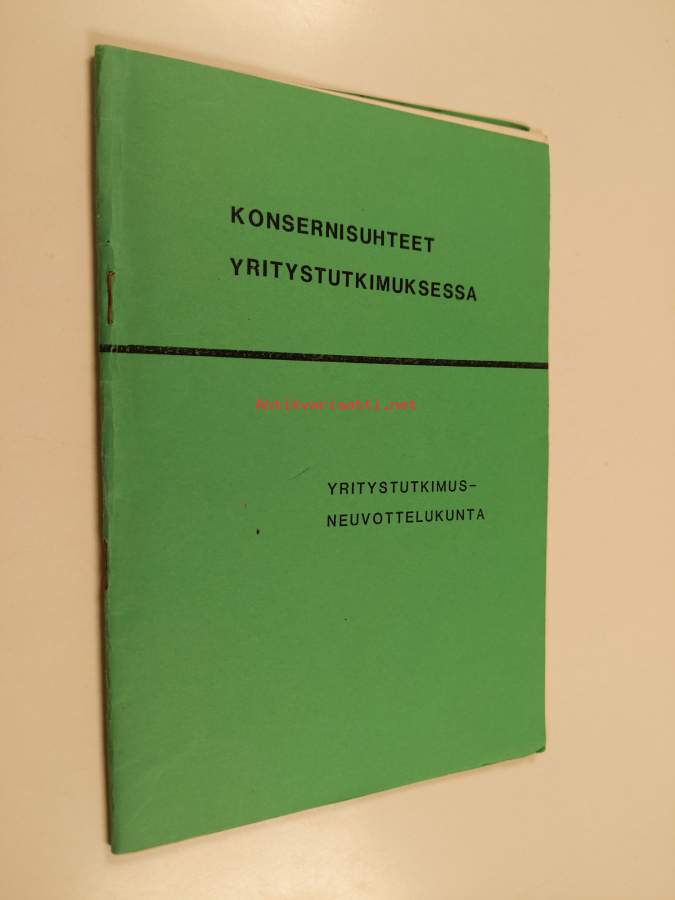 KONSERNISUHTEET
YRITYSTUTKIMUKSESSA
Antikvariaatti.net
YRITYSTUTKIMUS-
NEUVOTTELUKUNTA